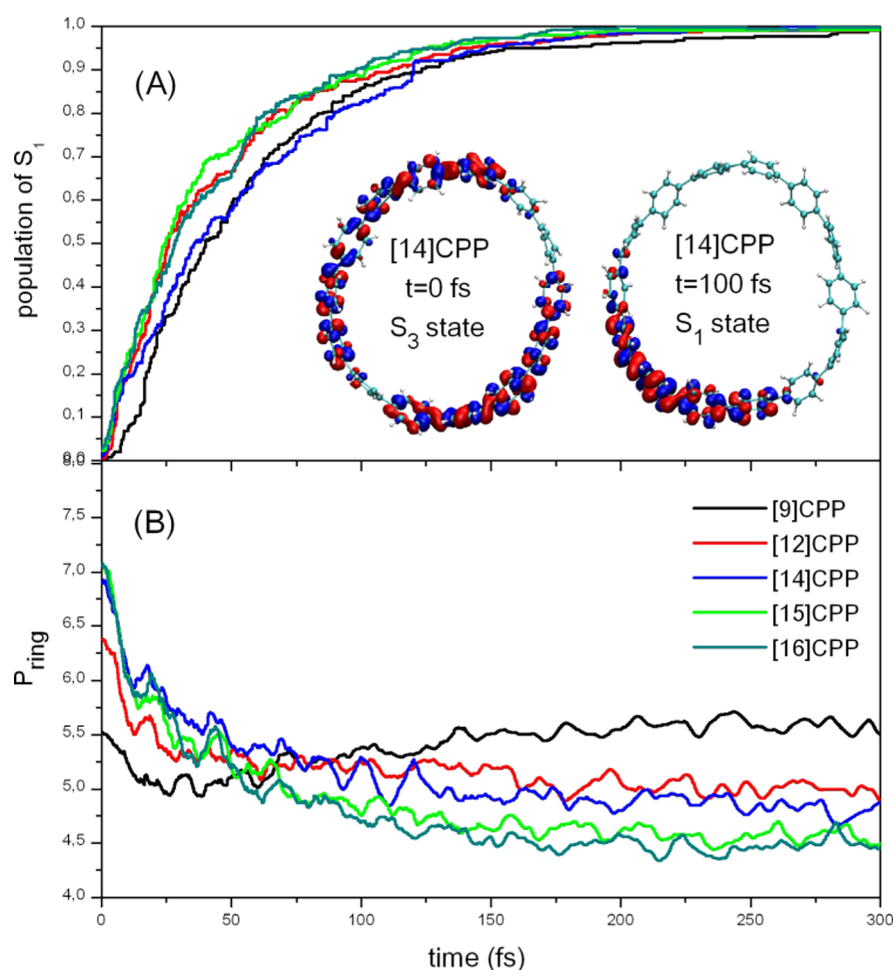 1,0
0,9
0,8
0,7
0,6
0,5
0,4
0,3
0,2
0,1
population of S1
(A)
[14]CPP
t=0 fs
S3 state
[14]CPP
t=100 fs
S1 state
8,0
7,5
7,0
6,5
6,0
5,5
5,0
4,5
4,0
Pring
(B)
[9]CPP
[12]CPP
[14]CPP
[15]CPP
[16]CPP
0
50
100
150
200
250
300
time (fs)